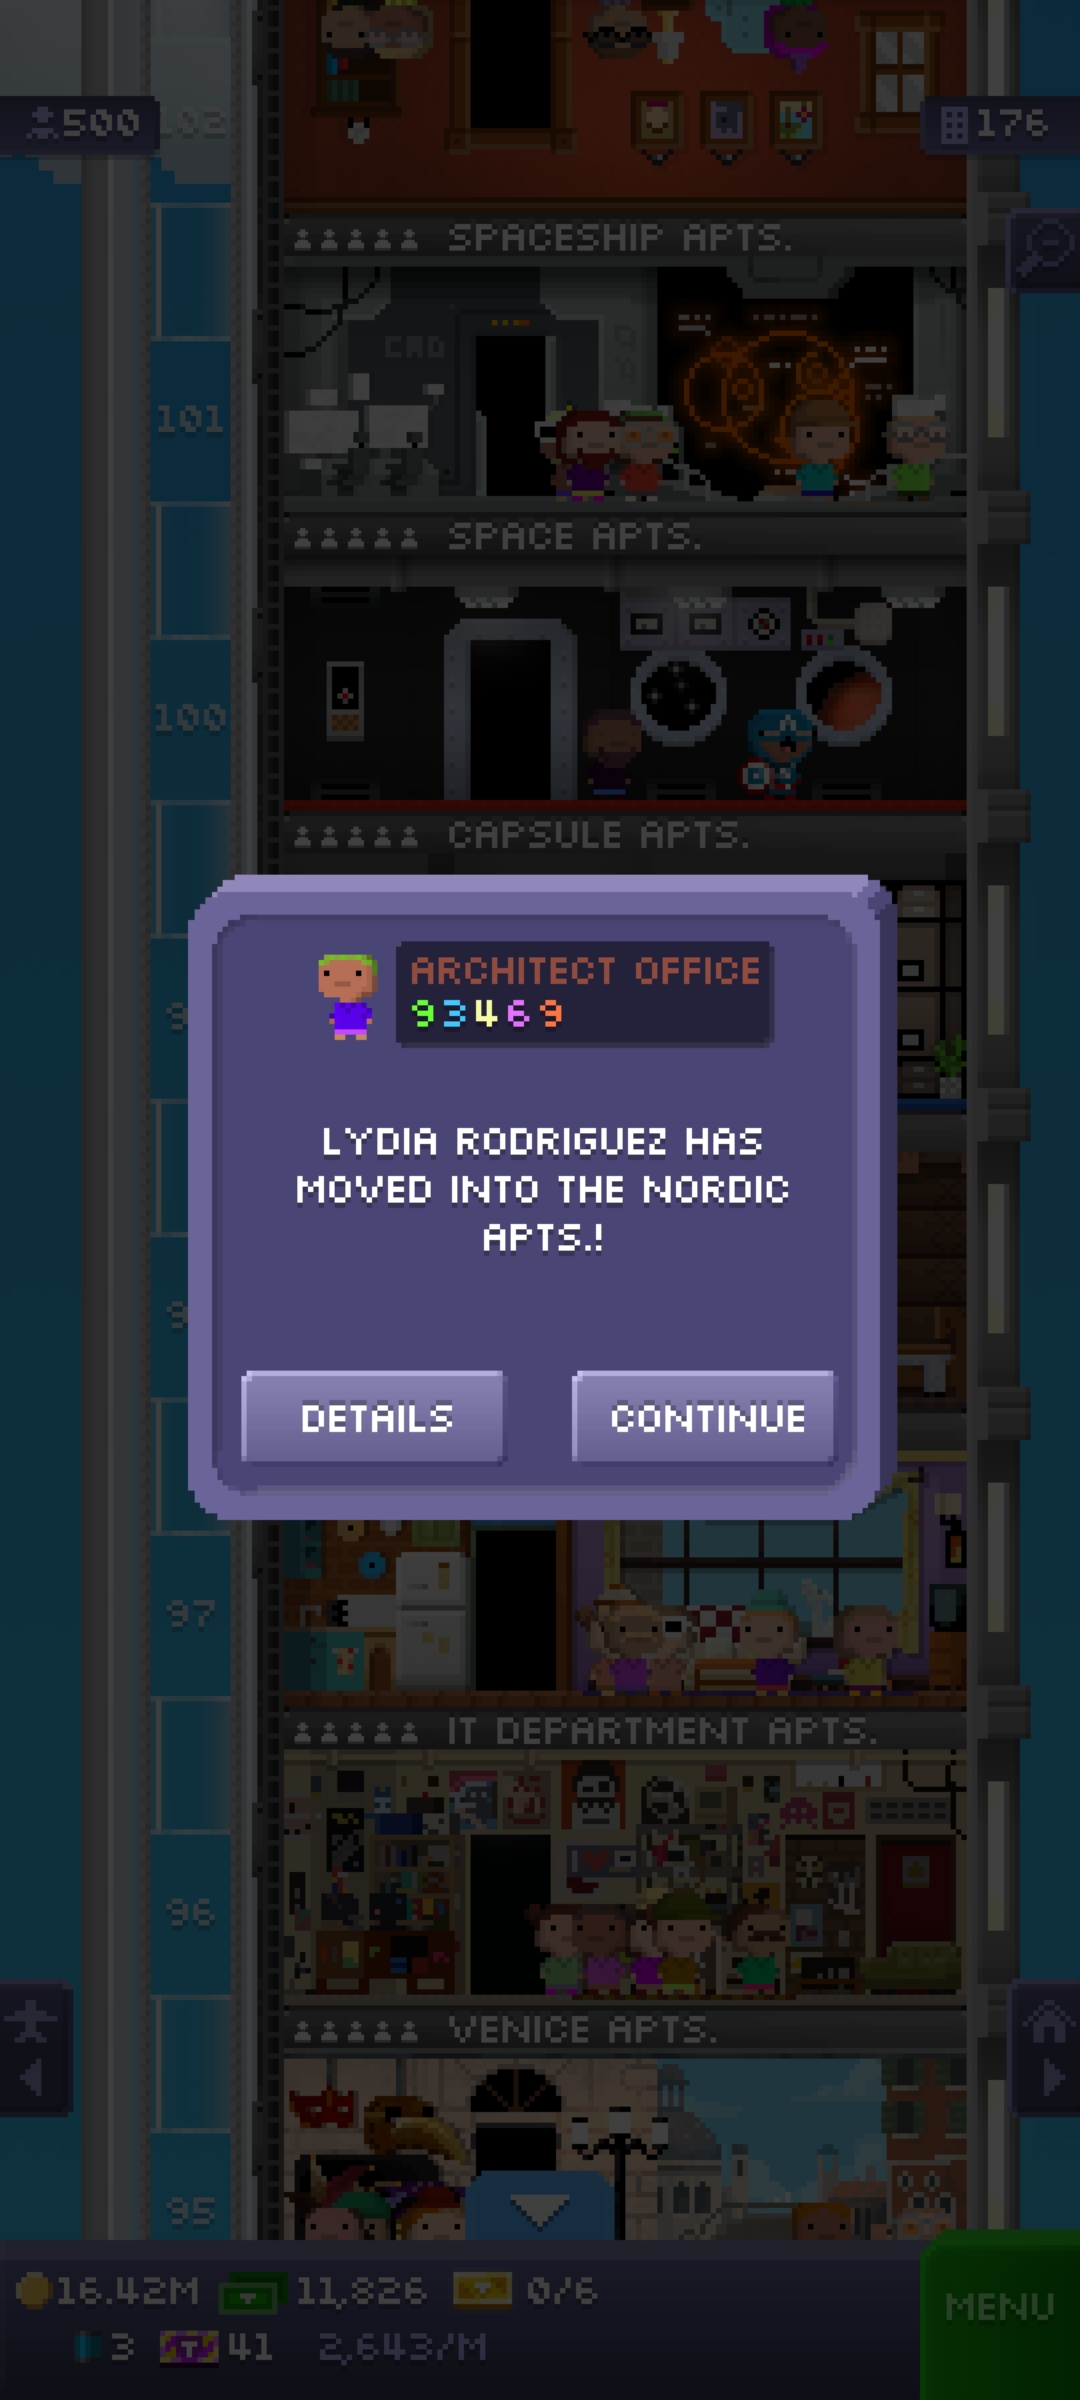 500
102
176
SPACESHIP APTS.
CMD
101
SPACE APTS.
100
CAPSULE APTS.
ARCHITECT OFFICE
93469
LYDIA RODRIGUEZ HAS
MOVED INTO THE NORDIC
APTS.!
DETAILS
CONTINUE
97
IT DEPARTMENT APTS.
96
VENICE APTS.
95
16.42M
11,826
0/6
MENU
3
T
41
2,643/M